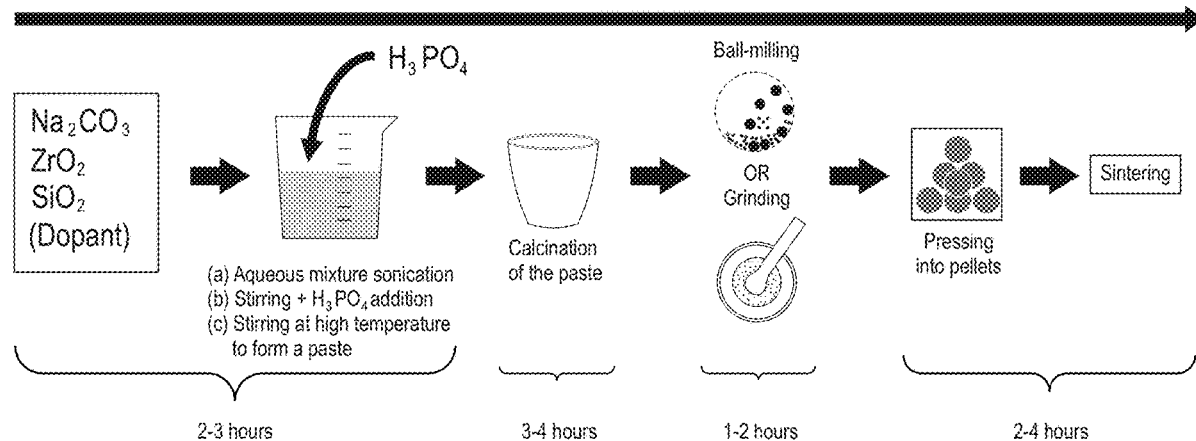 H₃PO₄
Na₂CO₃
ZrO₂
SiO₂
(Dopant)
(a) Aqueous mixture sonication
(b) Stirring + H₃PO₄ addition
(c) Stirring at high temperature
to form a paste
Calcination
of the paste
Ball-milling
OR
Grinding
Pressing
into pellets
Sintering
2-3 hours
3-4 hours
1-2 hours
2-4 hours